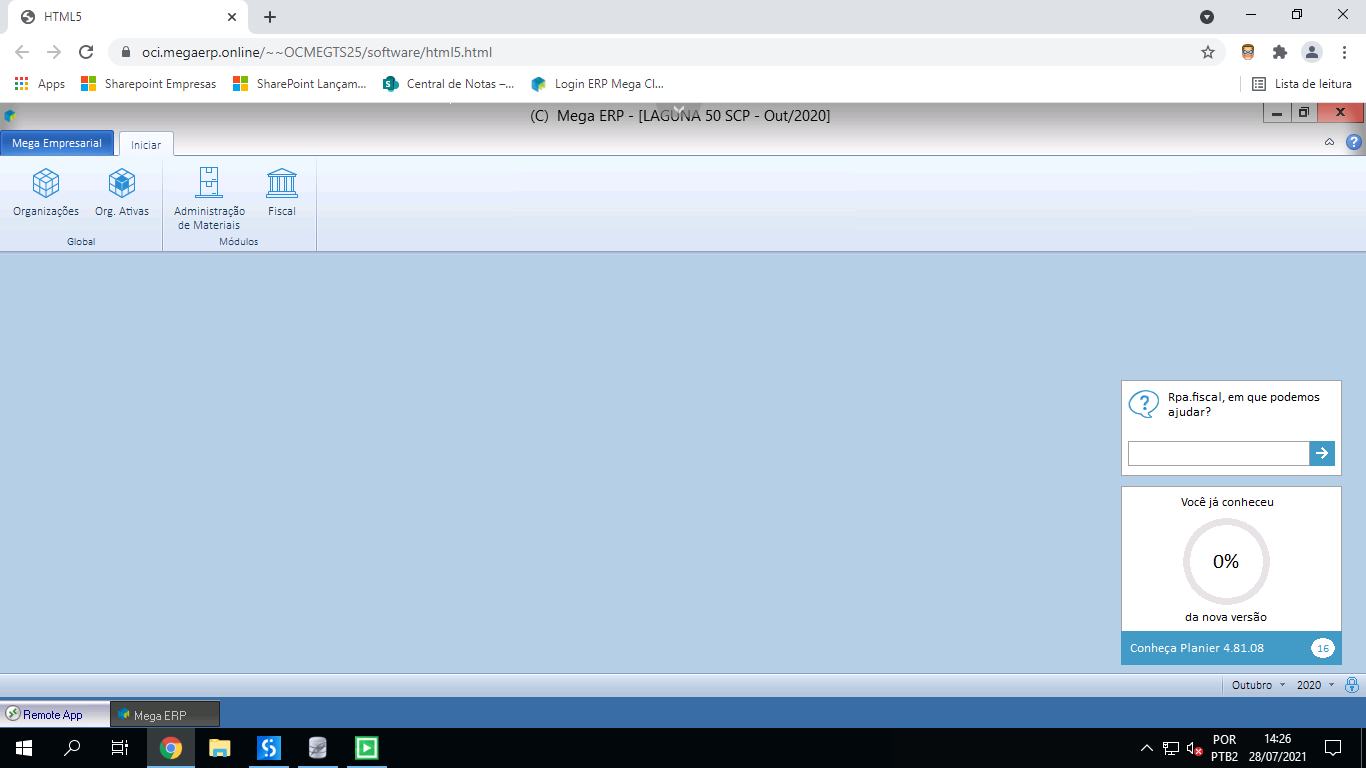 HTML5
oci.megaerp.online/~~OCMEGTS25/software/html5.html
Apps
Sharepoint Empresas
SharePoint Lançam...
Central de Notas –...
Login ERP Mega Cl...
Lista de leitura
(C) Mega ERP - [LAGUNA 50 SCP - Out/2020]
Mega Empresarial
Iniciar
Organizações
Org. Ativas
Administração
de Materiais
Fiscal
Global
Módulos
Rpa.fiscal, em que podemos
ajudar?
Você já conheceu
0%
da nova versão
Conheça Planier 4.81.08
16
Outubro
2020
Remote App
Mega ERP
POR
PTB2
14:26
28/07/2021